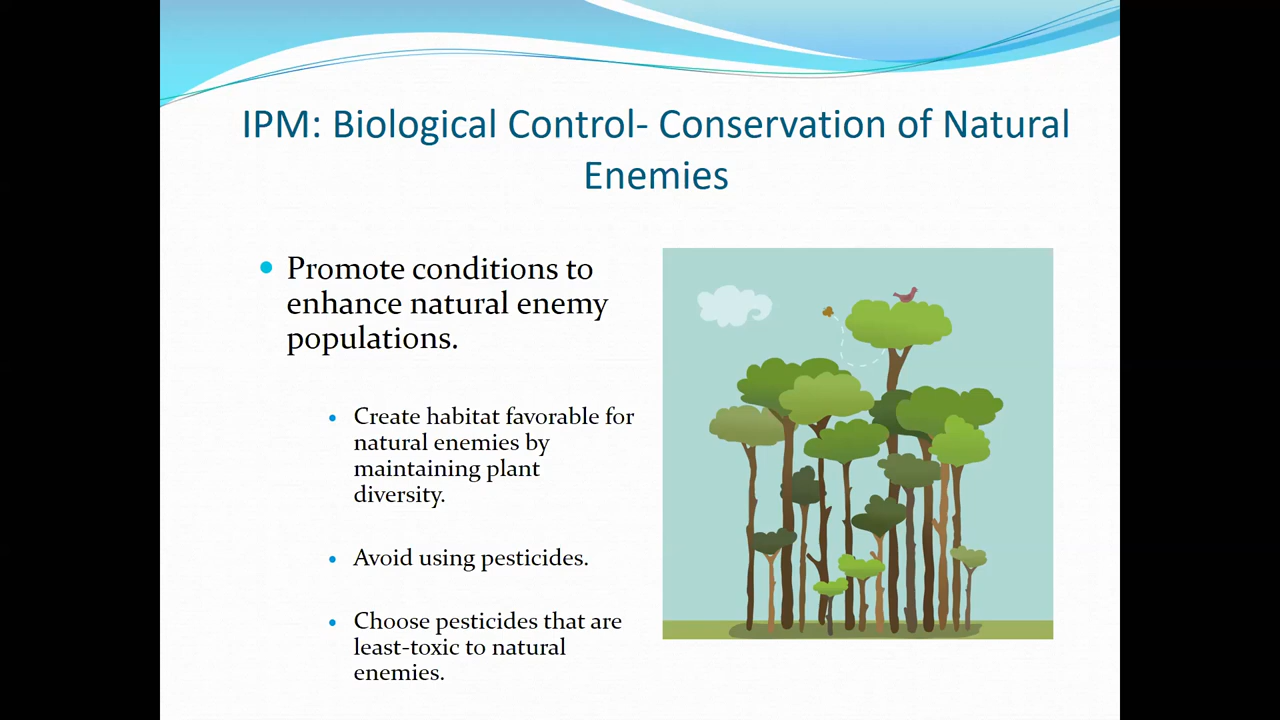 IPM: Biological Control- Conservation of Natural
Enemies
Promote conditions to
enhance natural enemy
populations.
Create habitat favorable for
natural enemies by
maintaining plant
diversity.
Avoid using pesticides.
Choose pesticides that are
least-toxic to natural
enemies.